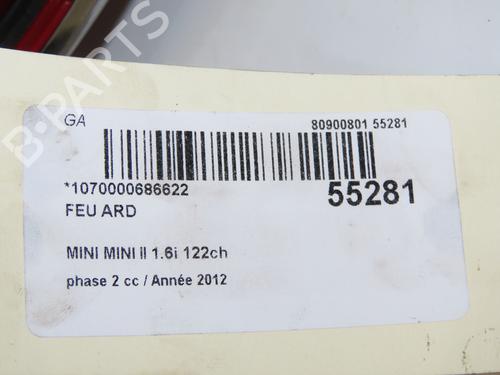 B-PARTS
GA
80900801 55281
*1070000686622
55281
FEU ARD
MINI MINI II 1.6i 122ch
phase 2 cc / Année 2012